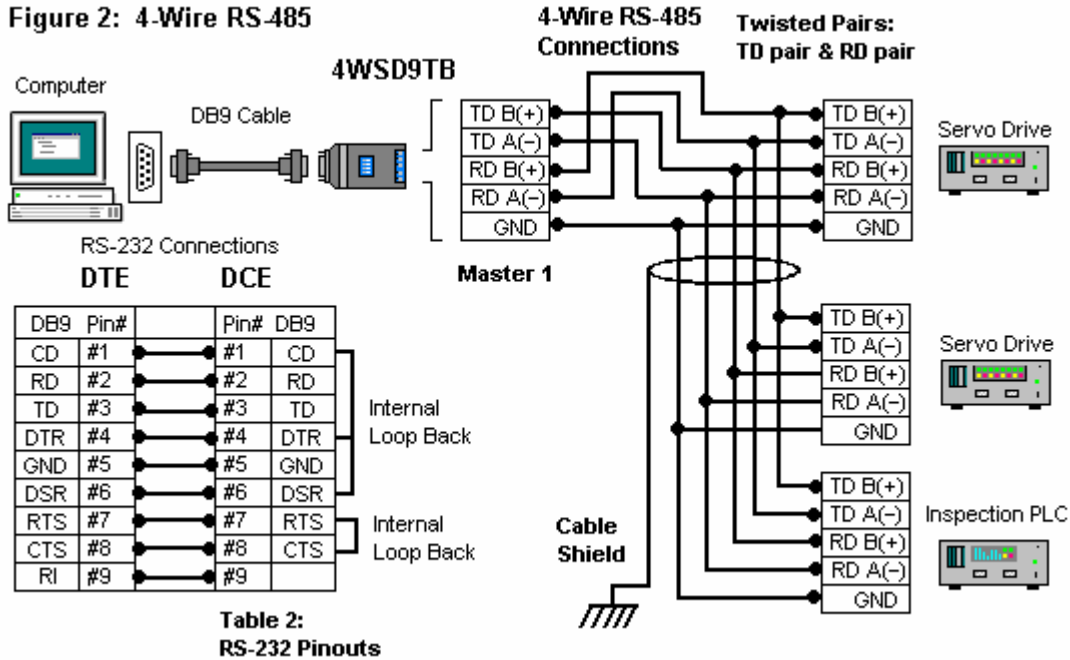 Figure 2: 4-Wire RS-485
4-Wire RS-485
Connections
Twisted Pairs:
TD pair & RD pair
Computer
DB9 Cable
4WSD9TB
TD B(+)
TD A(-)
RD B(+)
RD A(-)
GND
Master 1
TD B(+)
TD A(-)
RD B(+)
RD A(-)
GND
Servo Drive
RS-232 Connections
DTE DCE
DB9 Pin# Pin# DB9
CD #1 #1 CD
RD #2 #2 RD
TD #3 #3 TD
DTR #4 #4 DTR
GND #5 #5 GND
DSR #6 #6 DSR
RTS #7 #7 RTS
CTS #8 #8 CTS
RI #9 #9
Internal
Loop Back
Internal
Loop Back
Table 2:
RS-232 Pinouts
Cable
Shield
TD B(+)
TD A(-)
RD B(+)
RD A(-)
GND
Servo Drive
TD B(+)
TD A(-)
RD B(+)
RD A(-)
GND
Inspection PLC